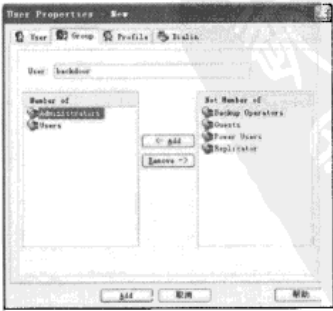 User Properties - New
User Group Profile Dialin
User: backdoor
Member of
Not Member of
Administrators
Users
Backup Operators
Guests
Power Users
Replicator
<- Add
Remove ->
Add
取消
帮助